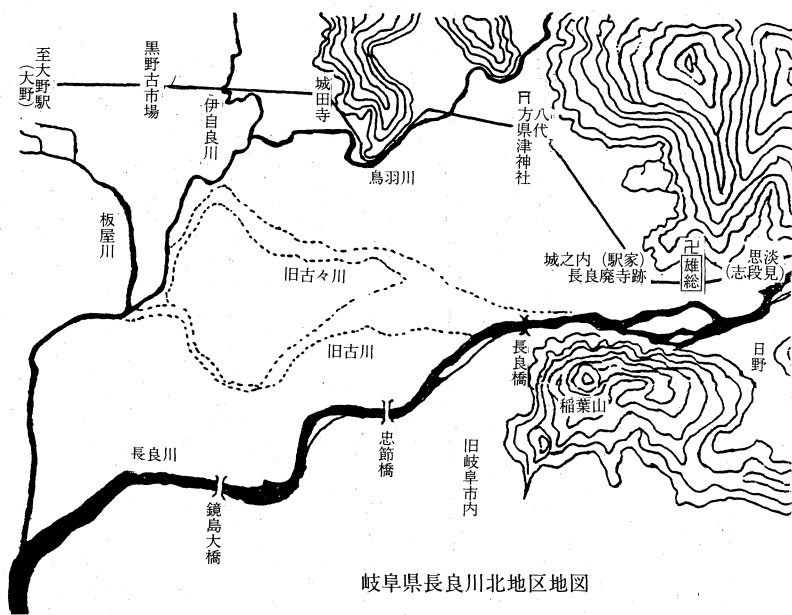 至大野駅
(大野)
黒野古市場
伊自良川
城田寺
鳥羽川
八代
方県津神社
板屋川
旧古々川
旧古川
城之内(駅家)
長良廃寺跡
卍
雄総
思淡
(志段見)
日野
長良橋
稲葉山
忠節橋
旧岐阜市内
長良川
鏡島大橋
岐阜県長良川北地区地図